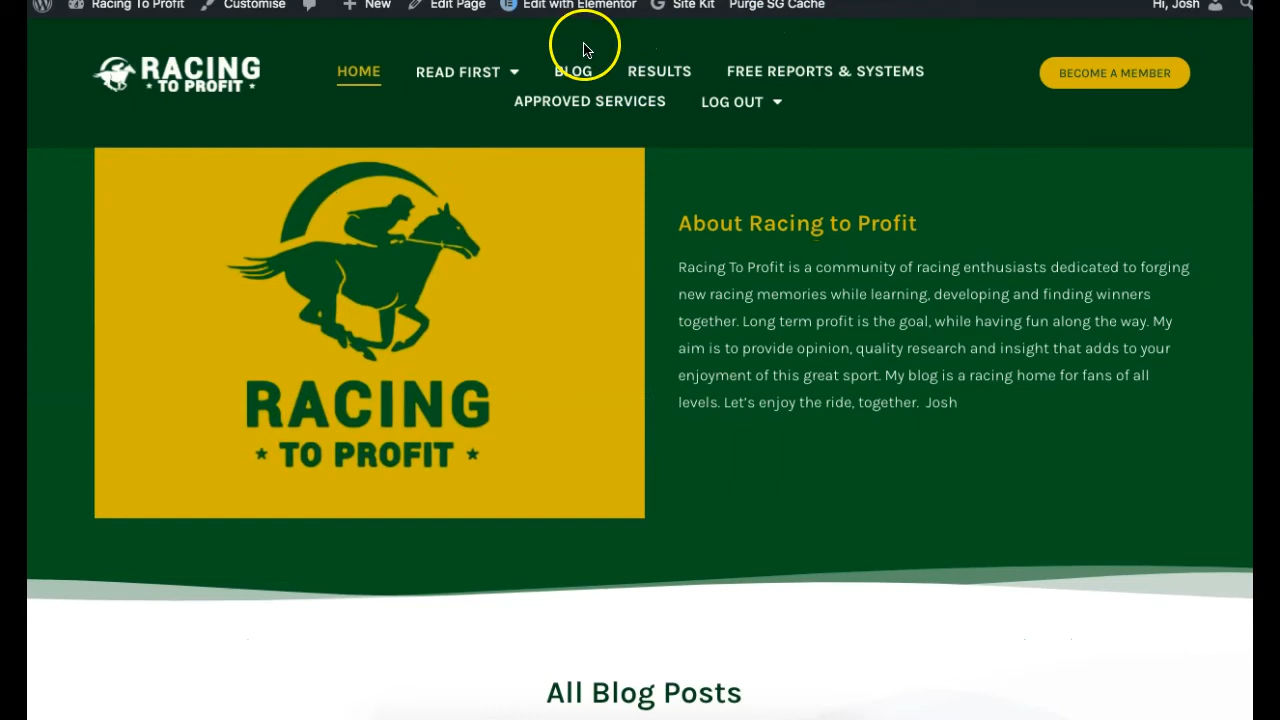 Racing To Profit Customise New Edit Page Edit with Elementor Site Kit Purge SG Cache Hi, Josh
RACING
TO PROFIT
HOME READ FIRST BLOG RESULTS FREE REPORTS & SYSTEMS
APPROVED SERVICES LOG OUT
BECOME A MEMBER
RACING
TO PROFIT
About Racing to Profit
Racing To Profit is a community of racing enthusiasts dedicated to forging
new racing memories while learning, developing and finding winners
together. Long term profit is the goal, while having fun along the way. My
aim is to provide opinion, quality research and insight that adds to your
enjoyment of this great sport. My blog is a racing home for fans of all
levels. Let’s enjoy the ride, together. Josh
All Blog Posts